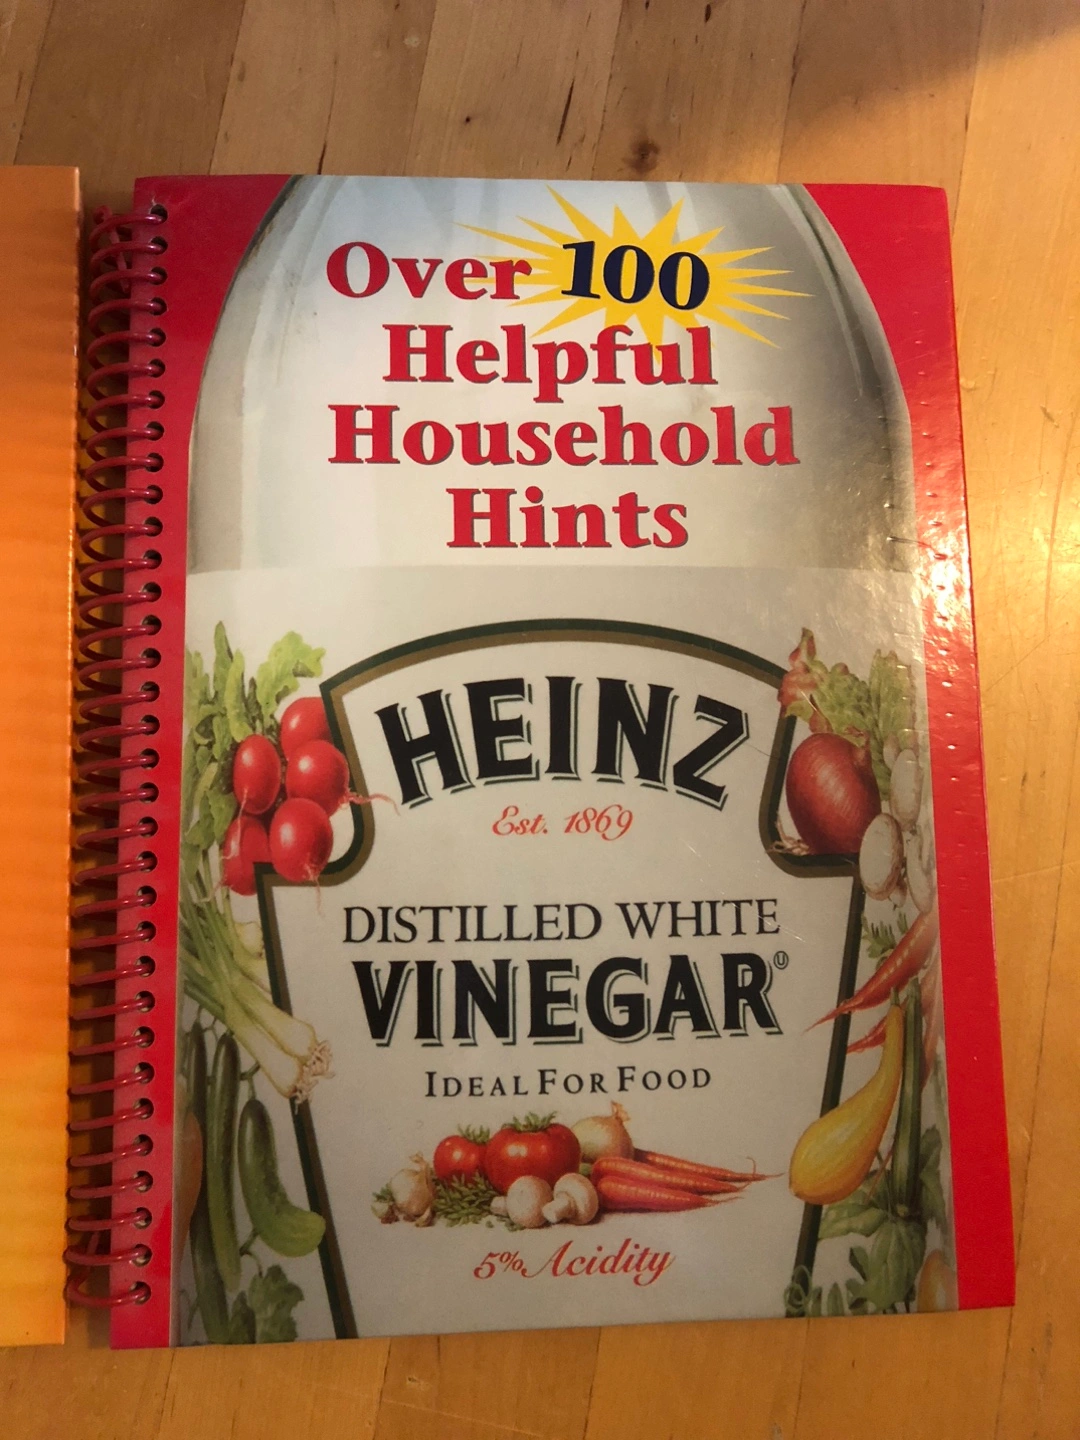 Over 100
Helpful
Household
Hints
HEINZ
Est. 1869
DISTILLED WHITE
VINEGAR Ⓤ
IDEAL FOR FOOD
5% Acidity